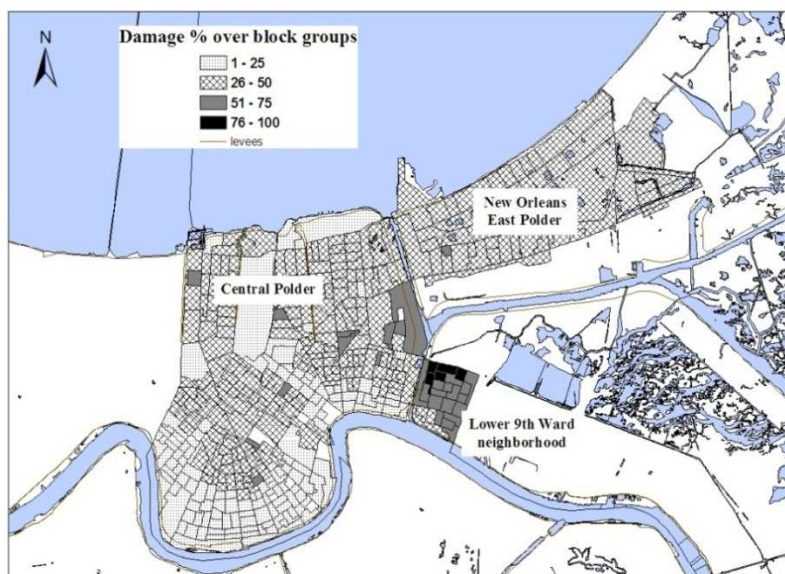 N
Damage % over block groups
1 - 25
26 - 50
51 - 75
76 - 100
levees
New Orleans
East Polder
Central Polder
Lower 9th Ward
neighborhood